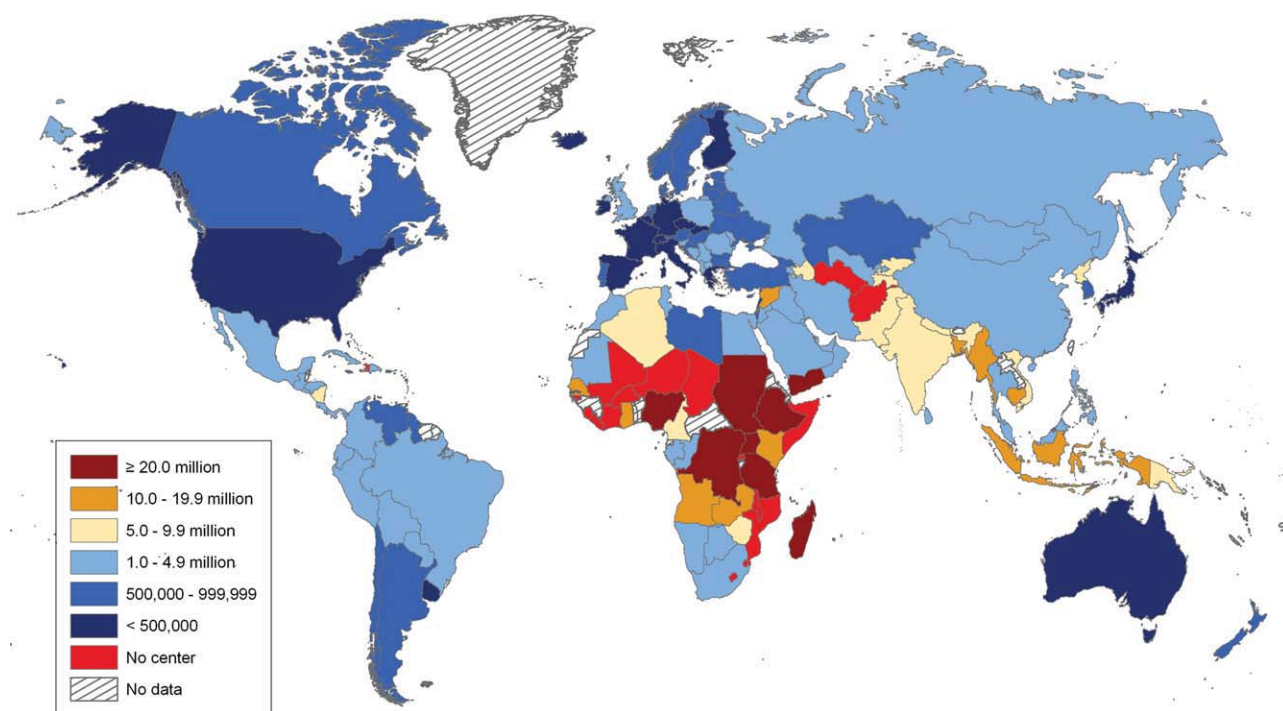 ≥ 20.0 million
10.0 - 19.9 million
5.0 - 9.9 million
1.0 - 4.9 million
500,000 - 999,999
< 500,000
No center
No data